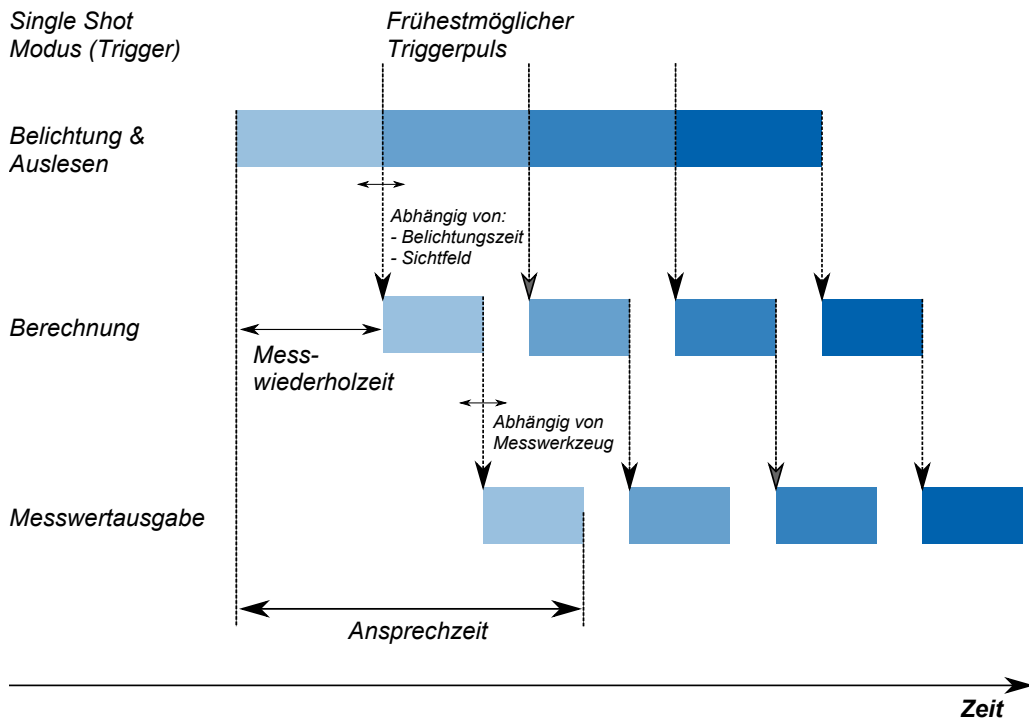 Single Shot
Modus (Trigger)
Frühestmöglicher
Triggerpuls
Belichtung &
Auslesen
Abhängig von:
- Belichtungszeit
- Sichtfeld
Berechnung
Mess-
wiederholzeit
Abhängig von
Messwerkzeug
Messwertausgabe
Ansprechzeit
Zeit